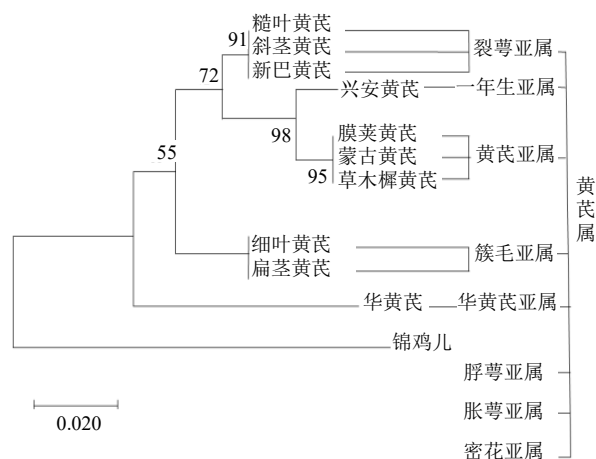 糙叶黄芪
91
斜茎黄芪
裂萼亚属
新巴黄芪
72
兴安黄芪
一年生亚属
98
膜荚黄芪
蒙古黄芪
黄芪亚属
55
95
草木樨黄芪
黄芪属
细叶黄芪
簇毛亚属
扁茎黄芪
华黄芪
华黄芪亚属
锦鸡儿
脬萼亚属
0.020
胀萼亚属
密花亚属